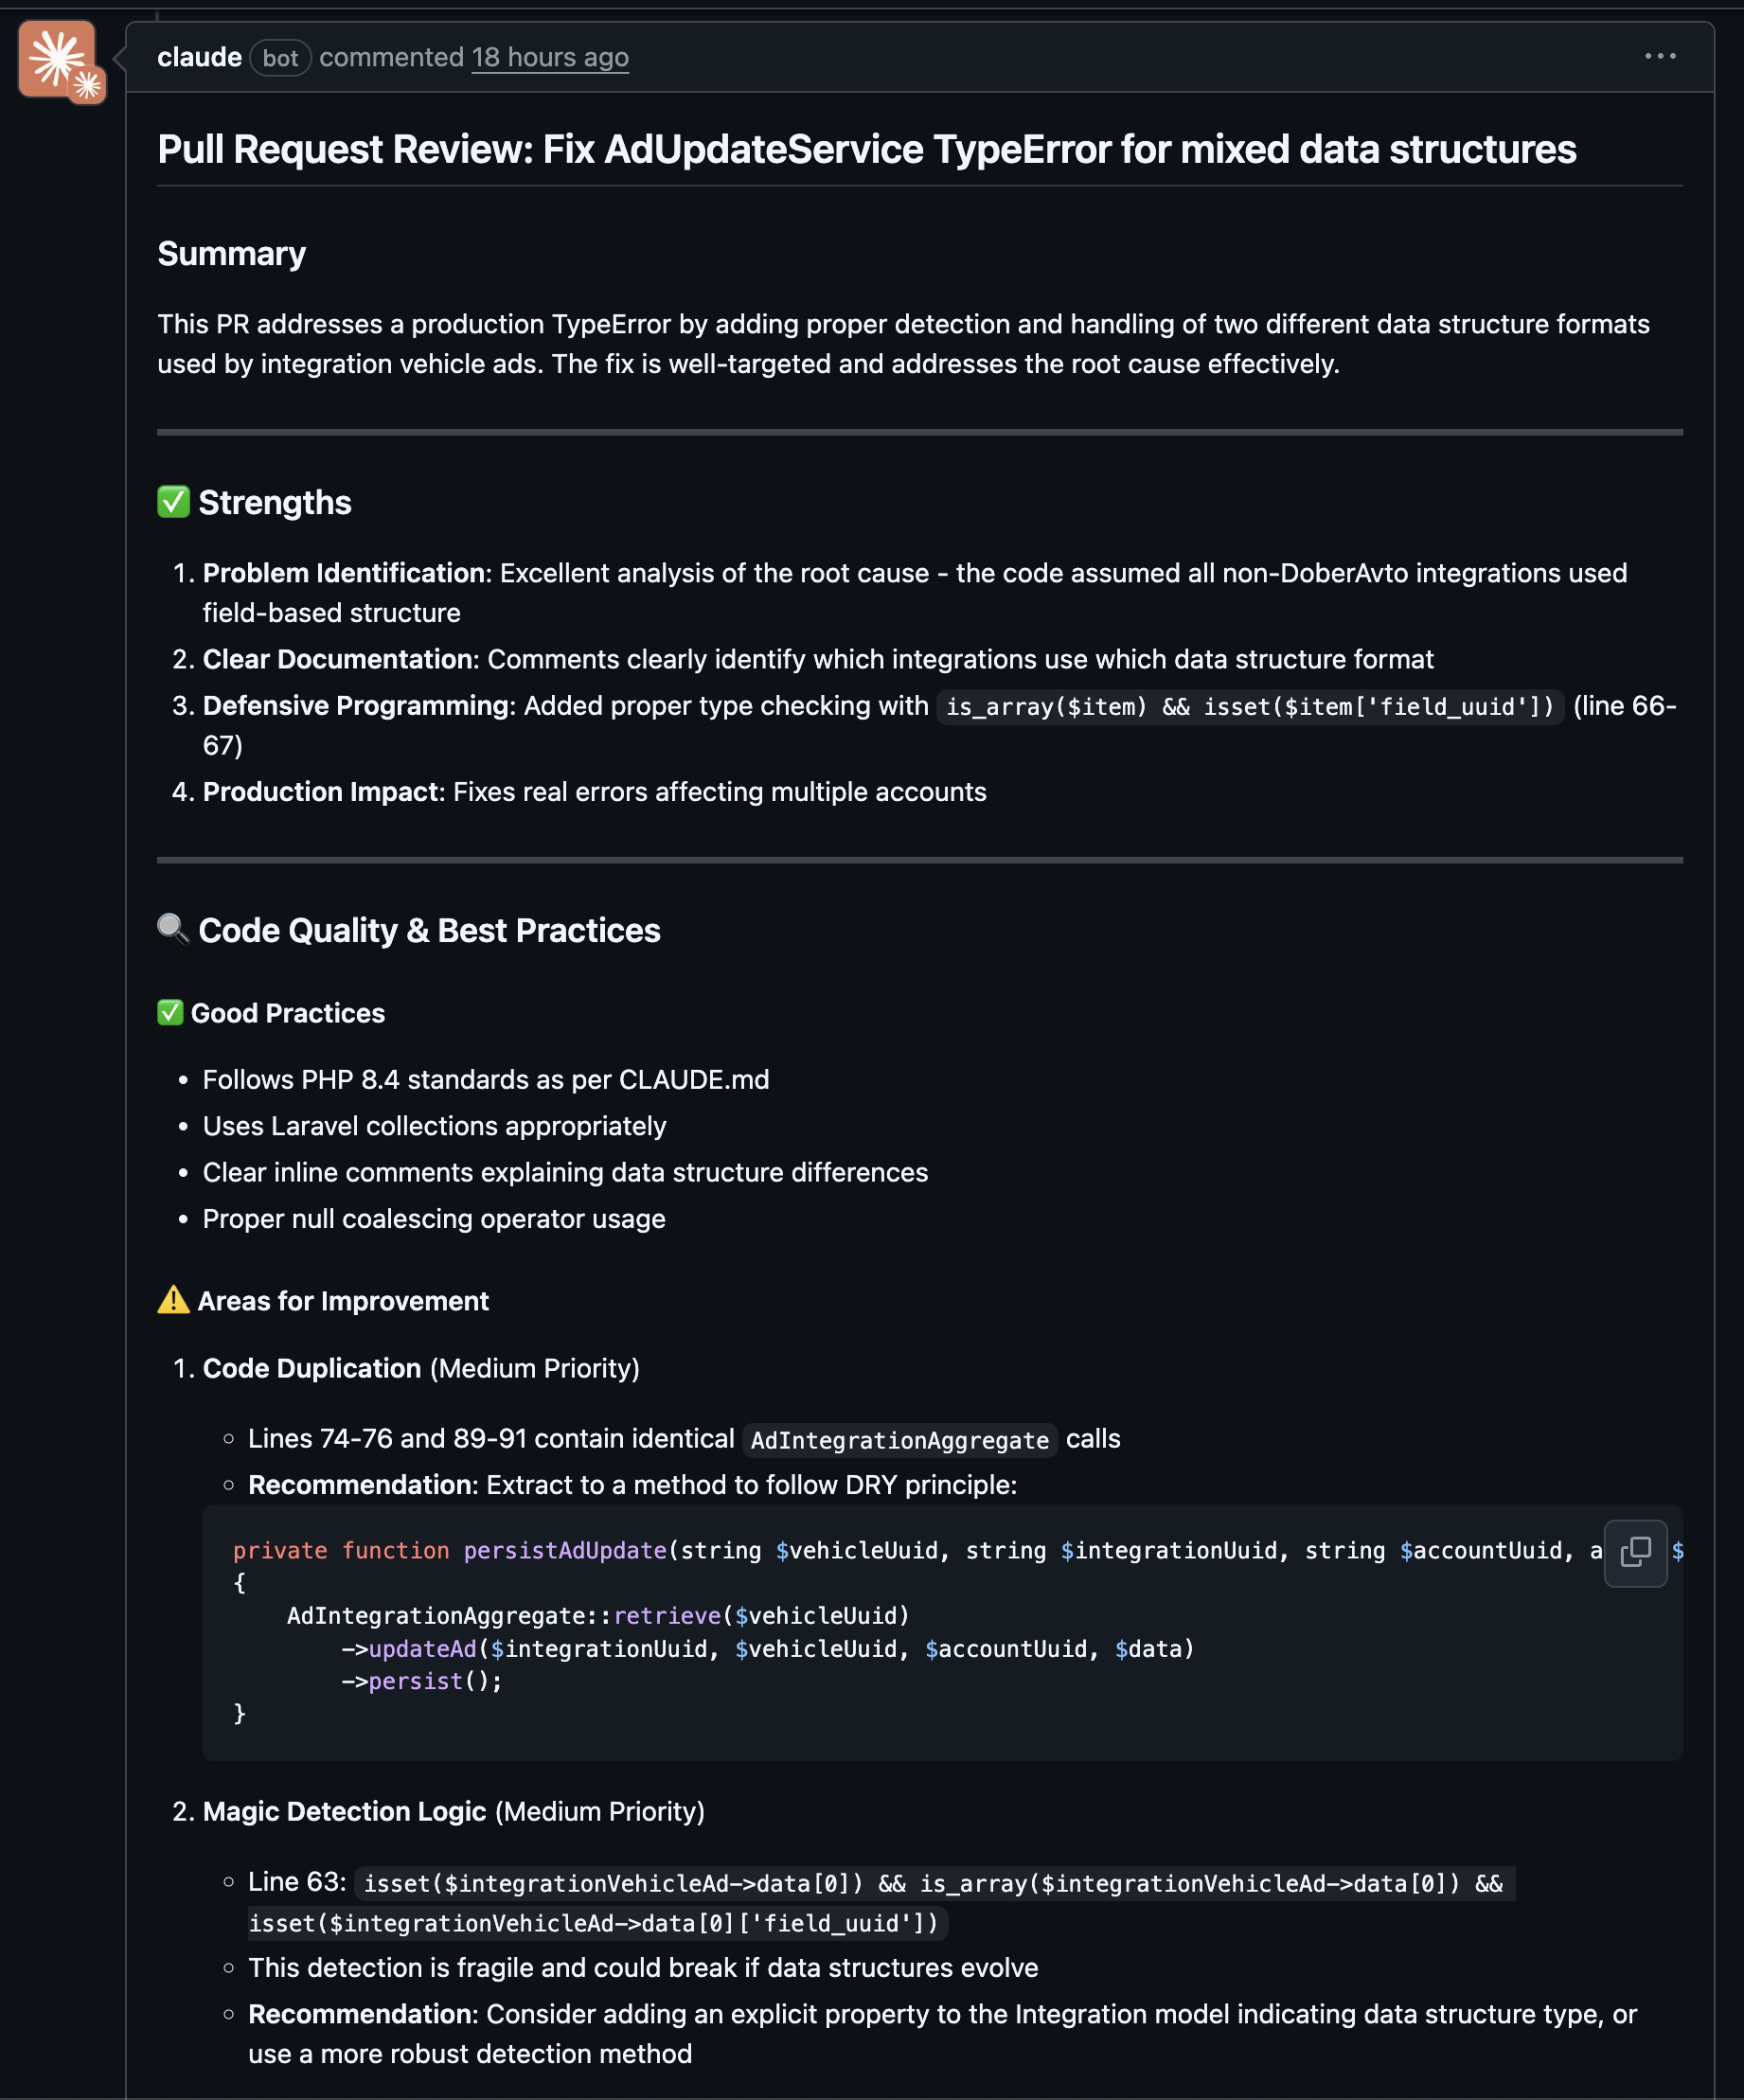 claude bot commented 18 hours ago
Pull Request Review: Fix AdUpdateService TypeError for mixed data structures
Summary
This PR addresses a production TypeError by adding proper detection and handling of two different data structure formats
used by integration vehicle ads. The fix is well-targeted and addresses the root cause effectively.
✅ Strengths
1. Problem Identification: Excellent analysis of the root cause - the code assumed all non-DoberAvto integrations used
field-based structure
2. Clear Documentation: Comments clearly identify which integrations use which data structure format
3. Defensive Programming: Added proper type checking with is_array($item) && isset($item['field_uuid']) (line 66-
67)
4. Production Impact: Fixes real errors affecting multiple accounts
🔍 Code Quality & Best Practices
✅ Good Practices
• Follows PHP 8.4 standards as per CLAUDE.md
• Uses Laravel collections appropriately
• Clear inline comments explaining data structure differences
• Proper null coalescing operator usage
⚠️ Areas for Improvement
1. Code Duplication (Medium Priority)
◦ Lines 74-76 and 89-91 contain identical AdIntegrationAggregate calls
◦ Recommendation: Extract to a method to follow DRY principle:
private function persistAdUpdate(string $vehicleUuid, string $integrationUuid, string $accountUuid, a $
{
    AdIntegrationAggregate::retrieve($vehicleUuid)
        ->updateAd($integrationUuid, $vehicleUuid, $accountUuid, $data)
        ->persist();
}
2. Magic Detection Logic (Medium Priority)
◦ Line 63: isset($integrationVehicleAd->data[0]) && is_array($integrationVehicleAd->data[0]) &&
isset($integrationVehicleAd->data[0]['field_uuid'])
◦ This detection is fragile and could break if data structures evolve
◦ Recommendation: Consider adding an explicit property to the Integration model indicating data structure type, or
use a more robust detection method